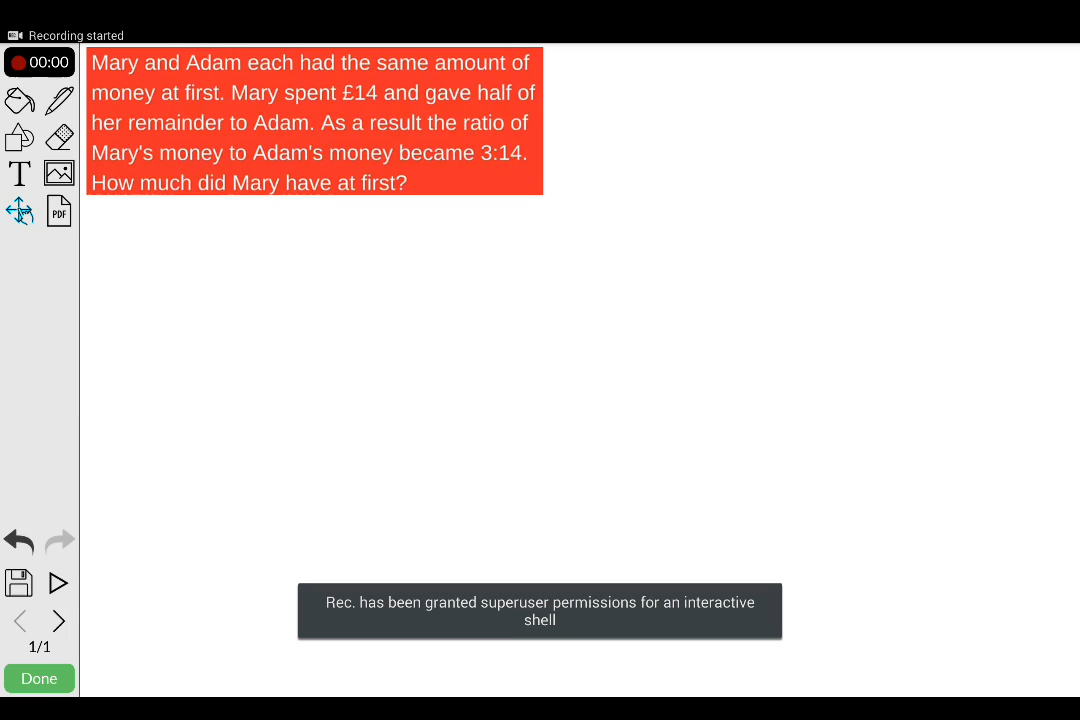 Recording started
00:00
Mary and Adam each had the same amount of
money at first. Mary spent £14 and gave half of
her remainder to Adam. As a result the ratio of
Mary's money to Adam's money became 3:14.
How much did Mary have at first?
T
PDF
Rec. has been granted superuser permissions for an interactive
shell
1/1
Done